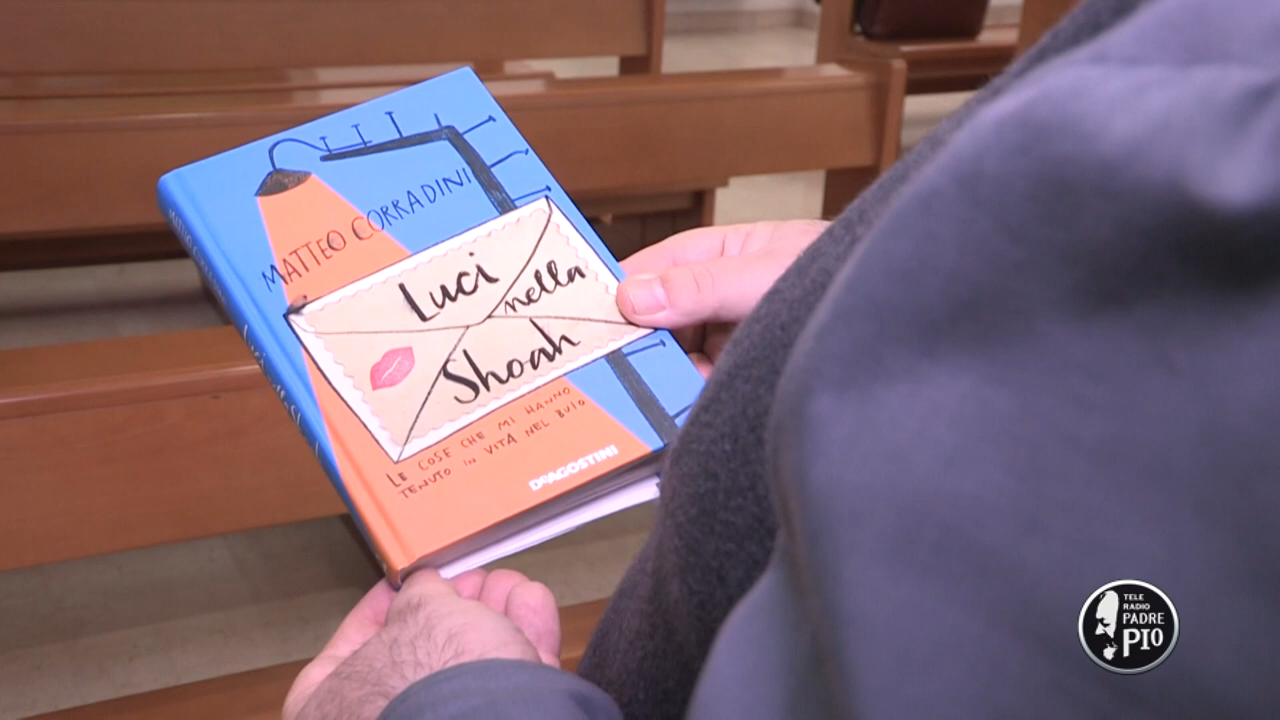 MATTEO CORRADINI
Luci
nella
Shoah
LE COSE CHE MI HANNO
TENUTO IN VITA NEL BUIO
DEAGOSTINI
TELE
RADIO
PADRE
PIO